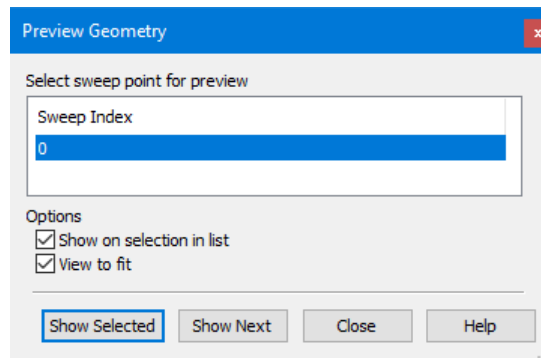 Preview Geometry
x
Select sweep point for preview
Sweep Index
0
Options
Show on selection in list
View to fit
Show Selected Show Next Close Help